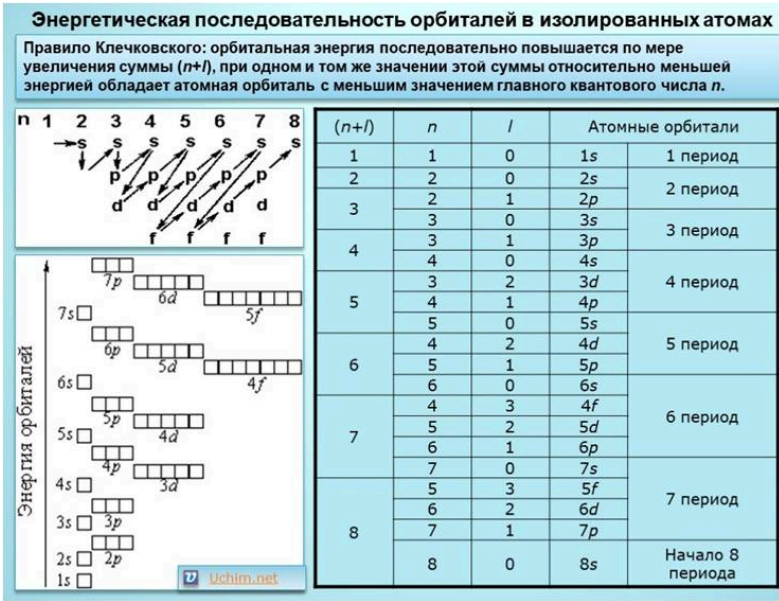 Энергетическая последовательность орбиталей в изолированных атомах
Правило Клечковского: орбитальная энергия последовательно повышается по мере
увеличения суммы (n+l), при одном и том же значении этой суммы относительно меньшей
энергией обладает атомная орбиталь с меньшим значением главного квантового числа n.
n 1 2 3 4 5 6 7 8
s s s s s s s
p p p p p
d d d d
f f f f
Энергия орбиталей
7p
6d
5f
7s
6p
5d
4f
6s
5p
4d
5s
4p
3d
4s
3p
3s
2p
2s
1s
Uchim.net
(n+l) n l Атомные орбитали
1 1 0 1s 1 период
2 2 0 2s 2 период
3 2 1 2p
3 0 3s 3 период
4 3 1 3p
4 0 4s 4 период
5 3 2 3d
4 1 4p
5 0 5s 5 период
6 4 2 4d
5 1 5p
6 0 6s 6 период
7 4 3 4f
5 2 5d
6 1 6p
7 0 7s 7 период
8 5 3 5f
6 2 6d
7 1 7p
8 0 8s Начало 8
периода